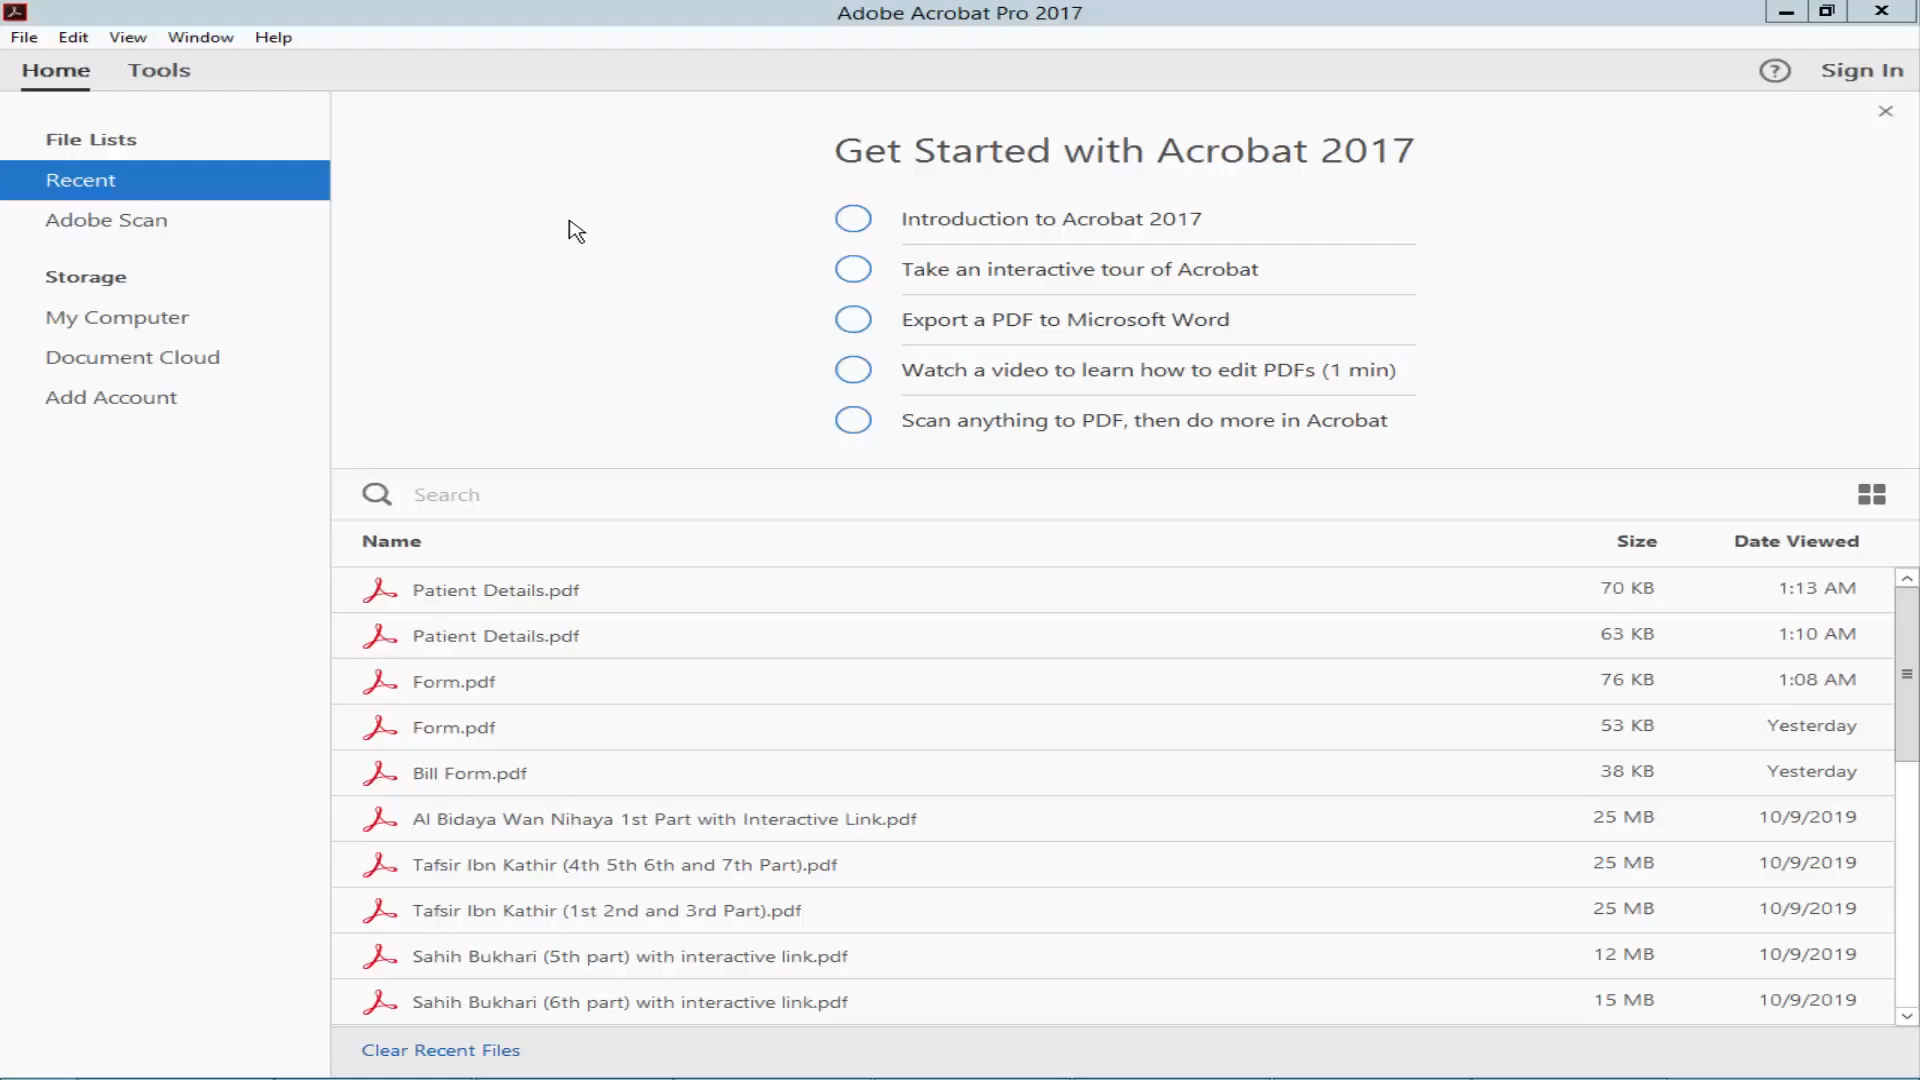 Adobe Acrobat Pro 2017
File Edit View Window Help
Home Tools
? Sign In
File Lists
Recent
Adobe Scan
Storage
My Computer
Document Cloud
Add Account
Get Started with Acrobat 2017
Introduction to Acrobat 2017
Take an interactive tour of Acrobat
Export a PDF to Microsoft Word
Watch a video to learn how to edit PDFs (1 min)
Scan anything to PDF, then do more in Acrobat
Search
Name Size Date Viewed
Patient Details.pdf 70 KB 1:13 AM
Patient Details.pdf 63 KB 1:10 AM
Form.pdf 76 KB 1:08 AM
Form.pdf 53 KB Yesterday
Bill Form.pdf 38 KB Yesterday
Al Bidaya Wan Nihaya 1st Part with Interactive Link.pdf 25 MB 10/9/2019
Tafsir Ibn Kathir (4th 5th 6th and 7th Part).pdf 25 MB 10/9/2019
Tafsir Ibn Kathir (1st 2nd and 3rd Part).pdf 25 MB 10/9/2019
Sahih Bukhari (5th part) with interactive link.pdf 12 MB 10/9/2019
Sahih Bukhari (6th part) with interactive link.pdf 15 MB 10/9/2019
Clear Recent Files